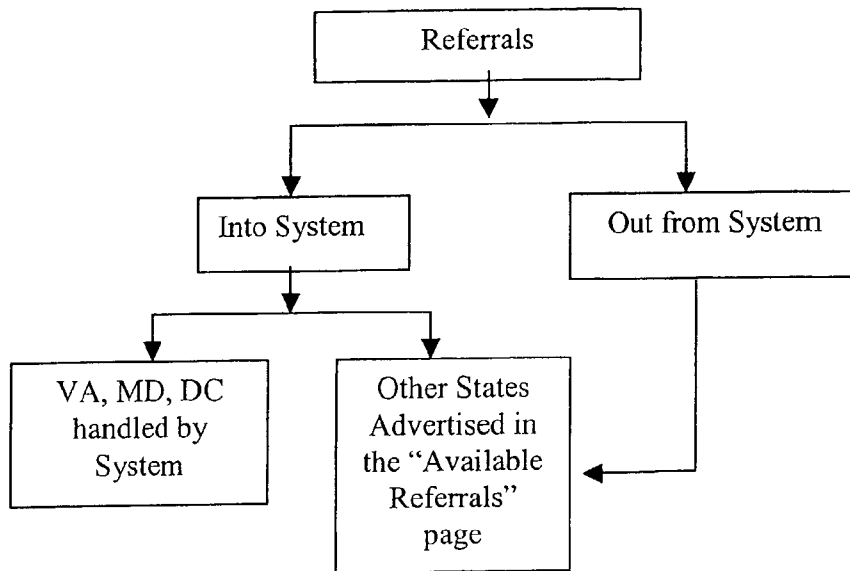 Referrals
Into System
Out from System
VA, MD, DC
handled by
System
Other States
Advertised in
the “Available
Referrals”
page